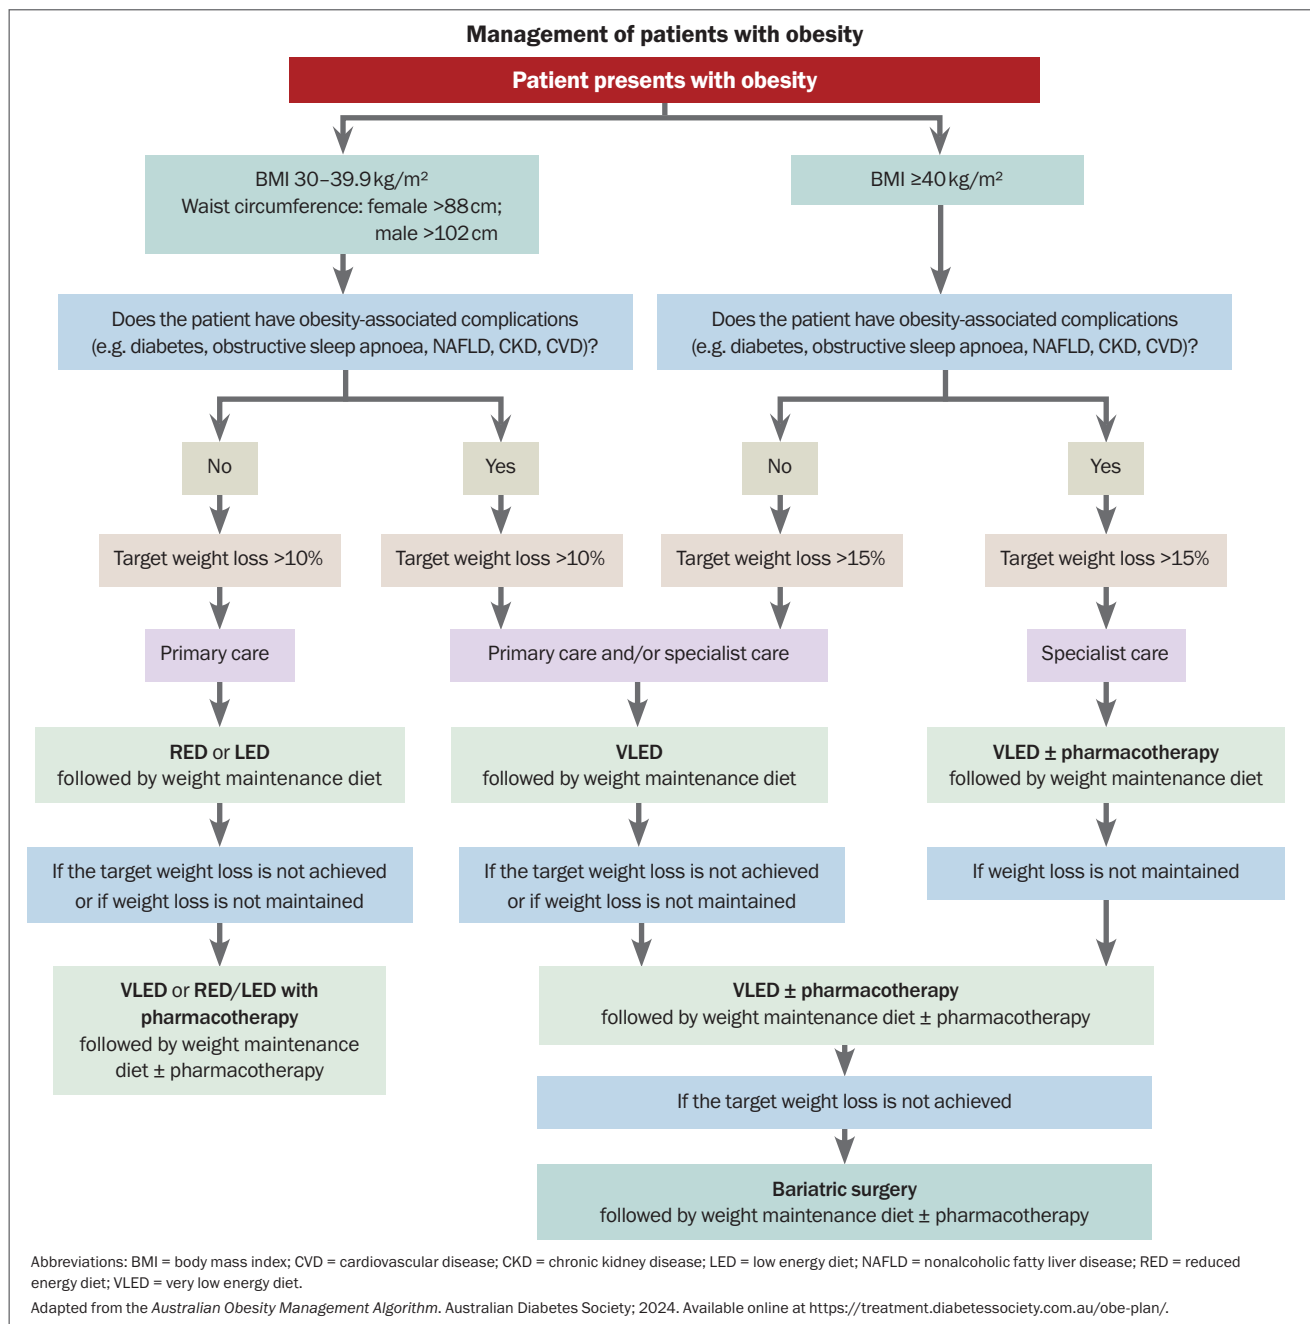 Management of patients with obesity
Patient presents with obesity
BMI 30–39.9 kg/m²
Waist circumference: female >88 cm;
male >102 cm
BMI ≥40 kg/m²
Does the patient have obesity-associated complications
(e.g. diabetes, obstructive sleep apnoea, NAFLD, CKD, CVD)?
Does the patient have obesity-associated complications
(e.g. diabetes, obstructive sleep apnoea, NAFLD, CKD, CVD)?
No
Yes
No
Yes
Target weight loss >10%
Target weight loss >10%
Target weight loss >15%
Target weight loss >15%
Primary care
Primary care and/or specialist care
Specialist care
RED or LED
followed by weight maintenance diet
VLED
followed by weight maintenance diet
VLED ± pharmacotherapy
followed by weight maintenance diet
If the target weight loss is not achieved
or if weight loss is not maintained
If the target weight loss is not achieved
or if weight loss is not maintained
If weight loss is not maintained
VLED or RED/LED with
pharmacotherapy
followed by weight maintenance
diet ± pharmacotherapy
VLED ± pharmacotherapy
followed by weight maintenance diet ± pharmacotherapy
If the target weight loss is not achieved
Bariatric surgery
followed by weight maintenance diet ± pharmacotherapy
Abbreviations: BMI = body mass index; CVD = cardiovascular disease; CKD = chronic kidney disease; LED = low energy diet; NAFLD = nonalcoholic fatty liver disease; RED = reduced
energy diet; VLED = very low energy diet.
Adapted from the Australian Obesity Management Algorithm. Australian Diabetes Society; 2024. Available online at https://treatment.diabetessociety.com.au/obe-plan/.